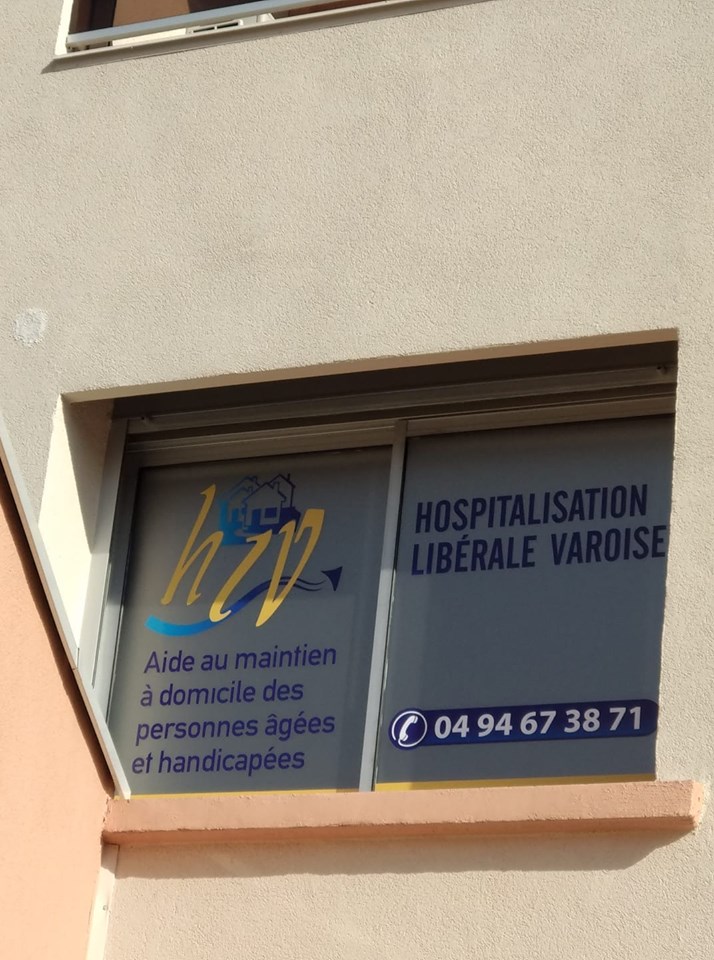 hlv
Aide au maintien
à domicile des
personnes âgées
et handicapées
HOSPITALISATION
LIBÉRALE VAROISE
04 94 67 38 71